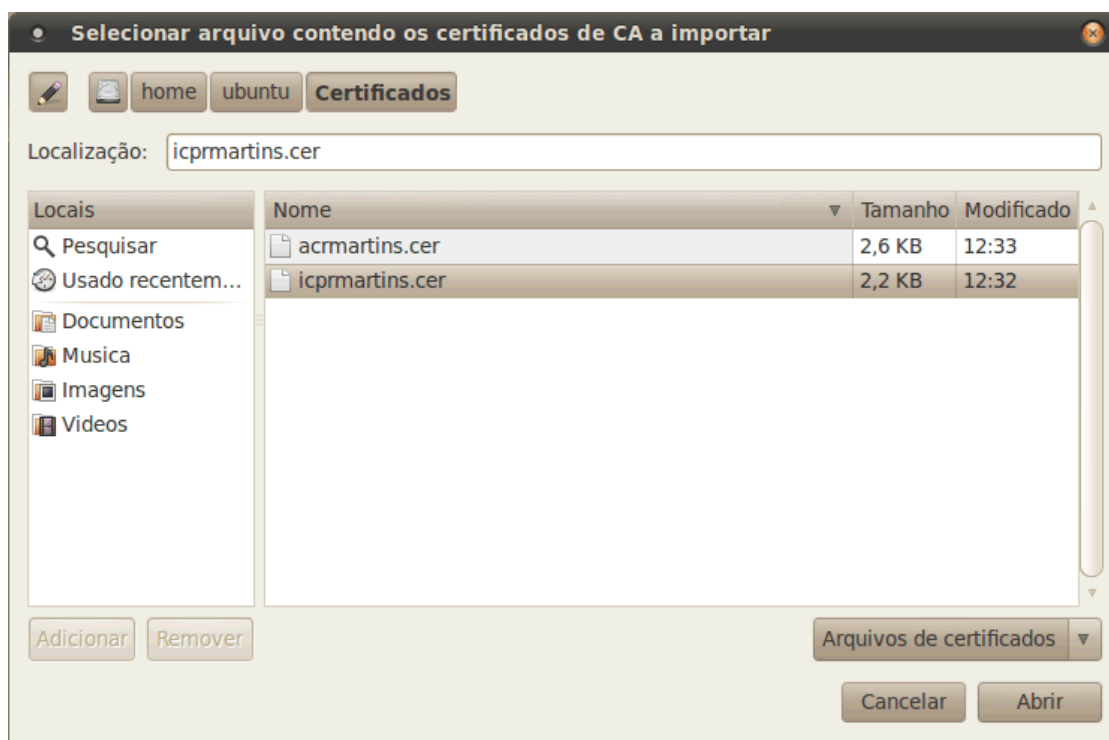 Selecionar arquivo contendo os certificados de CA a importar
home ubuntu Certificados
Localização: icprmartins.cer
Locais Nome Tamanho Modificado
Pesquisar acrmartins.cer 2,6 KB 12:33
Usado recentem... icprmartins.cer 2,2 KB 12:32
Documentos
Musica
Imagens
Videos
Adicionar Remover Arquivos de certificados
Cancelar Abrir